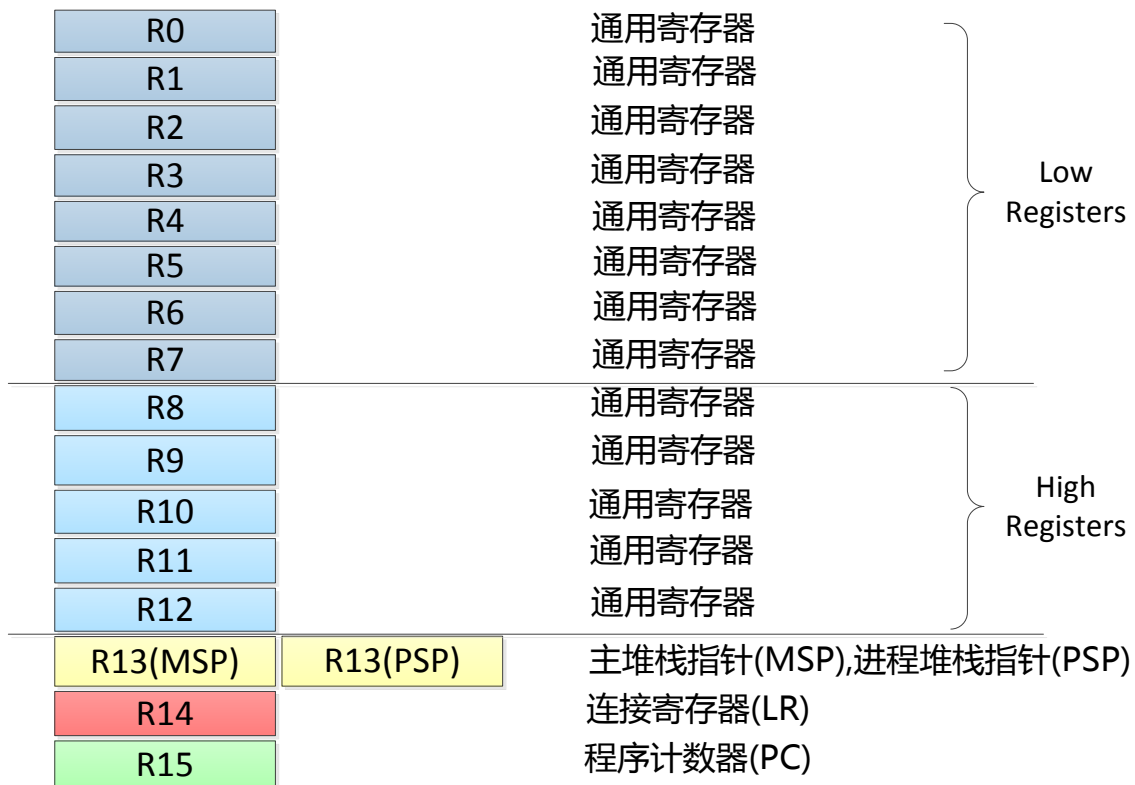 R0 通用寄存器
R1 通用寄存器
R2 通用寄存器
R3 通用寄存器
Low
Registers
R4 通用寄存器
R5 通用寄存器
R6 通用寄存器
R7 通用寄存器
R8 通用寄存器
R9 通用寄存器
R10 通用寄存器
High
Registers
R11 通用寄存器
R12 通用寄存器
R13(MSP) R13(PSP) 主堆栈指针(MSP),进程堆栈指针(PSP)
R14 连接寄存器(LR)
R15 程序计数器(PC)